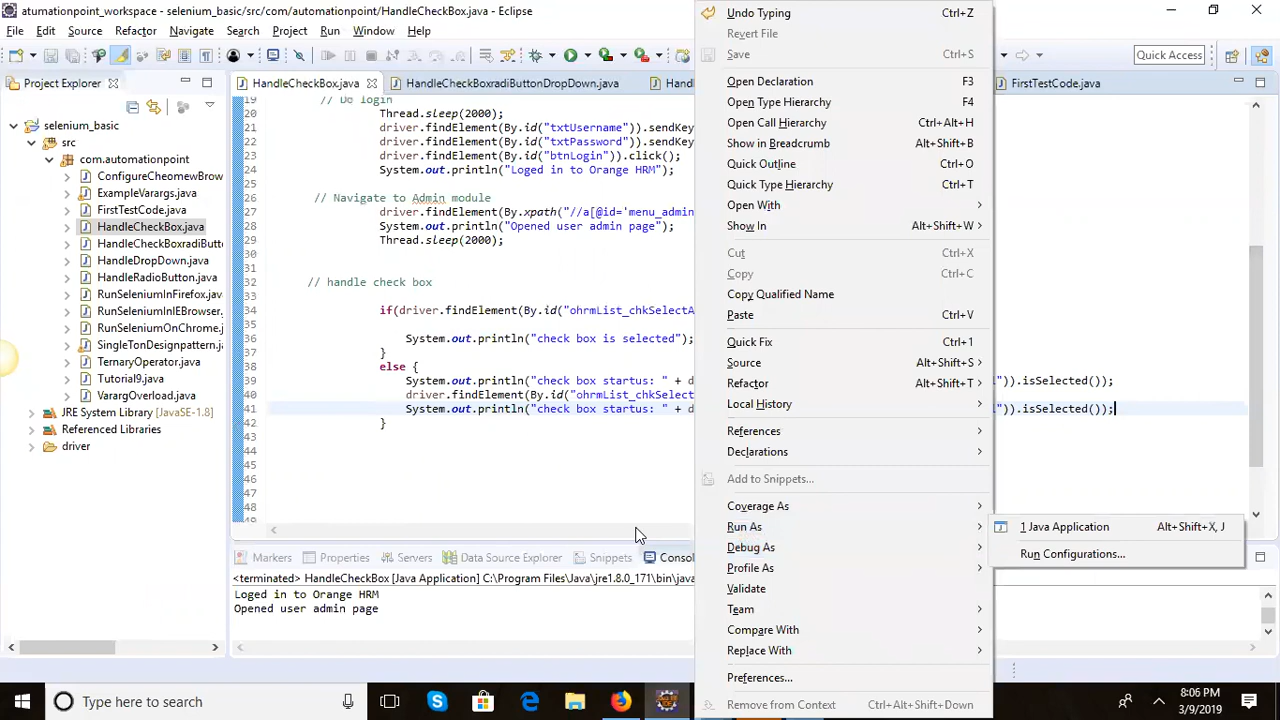 atumationpoint_workspace - selenium_basic/src/com/atumationpoint/HandleCheckBox.java - Eclipse
File Edit Source Refactor Navigate Search Project Run Window Help
Quick Access
Project Explorer
selenium_basic
src
com.automationpoint
ConfigureCheomewBrow
ExampleVarargs.java
FirstTestCode.java
HandleCheckBox.java
HandleCheckBoxradiButt
HandleDropDown.java
HandleRadioButton.java
RunSeleniumInFirefox.jav
RunSeleniumInIEBrowser.
RunSeleniumOnChrome.
SingleTonDesignpattern.j
TernaryOperator.java
Tutorial9.java
VarargOverload.java
JRE System Library [JavaSE-1.8]
Referenced Libraries
driver
HandleCheckBox.java HandleCheckBoxradiButtonDropDown.java Hand FirstTestCode.java
19 // Do login
20 Thread.sleep(2000);
21 driver.findElement(By.id("txtUsername")).sendKey
22 driver.findElement(By.id("txtPassword")).sendKey
23 driver.findElement(By.id("btnLogin")).click();
24 System.out.println("Loged in to Orange HRM");
25
26 // Navigate to Admin module
27 driver.findElement(By.xpath("//a[@id='menu_admin
28 System.out.println("Opened user admin page");
29 Thread.sleep(2000);
30
31
32 // handle check box
33
34 if(driver.findElement(By.id("ohrmList_chkSelectA
35
36 System.out.println("check box is selected");
37 }
38 else {
39 System.out.println("check box startus: " + d l")).isSelected());
40 driver.findElement(By.id("ohrmList_chkSelect
41 System.out.println("check box startus: " + d l")).isSelected());
42 }
43
44
45
46
47
48
49
Undo Typing Ctrl+Z
Revert File
Save Ctrl+S
Open Declaration F3
Open Type Hierarchy F4
Open Call Hierarchy Ctrl+Alt+H
Show in Breadcrumb Alt+Shift+B
Quick Outline Ctrl+O
Quick Type Hierarchy Ctrl+T
Open With
Show In Alt+Shift+W
Cut Ctrl+X
Copy Ctrl+C
Copy Qualified Name
Paste Ctrl+V
Quick Fix Ctrl+1
Source Alt+Shift+S
Refactor Alt+Shift+T
Local History
References
Declarations
Add to Snippets...
Coverage As
Run As
Debug As
Profile As
Validate
Team
Compare With
Replace With
Preferences...
Remove from Context Ctrl+Alt+Shift+Down
1 Java Application Alt+Shift+X, J
Run Configurations...
Markers Properties Servers Data Source Explorer Snippets Consol
<terminated> HandleCheckBox [Java Application] C:\Program Files\Java\jre1.8.0_171\bin\java
Loged in to Orange HRM
Opened user admin page
Type here to search
8:06 PM
3/9/2019